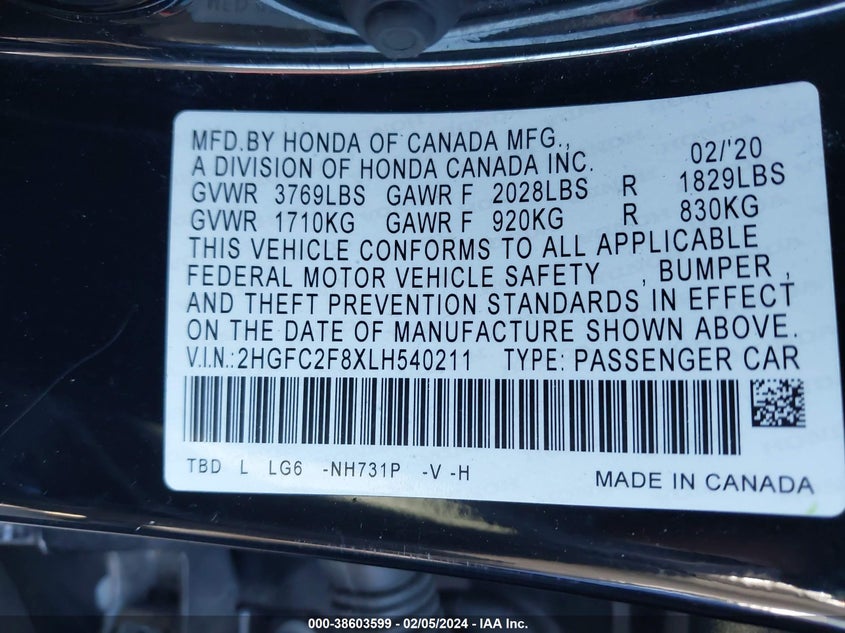 MFD.BY HONDA OF CANADA MFG.,
A DIVISION OF HONDA CANADA INC. 02/'20
GVWR 3769LBS GAWR F 2028LBS R 1829LBS
GVWR 1710KG GAWR F 920KG R 830KG
THIS VEHICLE CONFORMS TO ALL APPLICABLE
FEDERAL MOTOR VEHICLE SAFETY , BUMPER ,
AND THEFT PREVENTION STANDARDS IN EFFECT
ON THE DATE OF MANUFACTURE SHOWN ABOVE.
V.I.N.:2HGFC2F8XLH540211 TYPE: PASSENGER CAR
TBD L LG6 -NH731P -V -H MADE IN CANADA
000-38603599 - 02/05/2024 - IAA Inc.